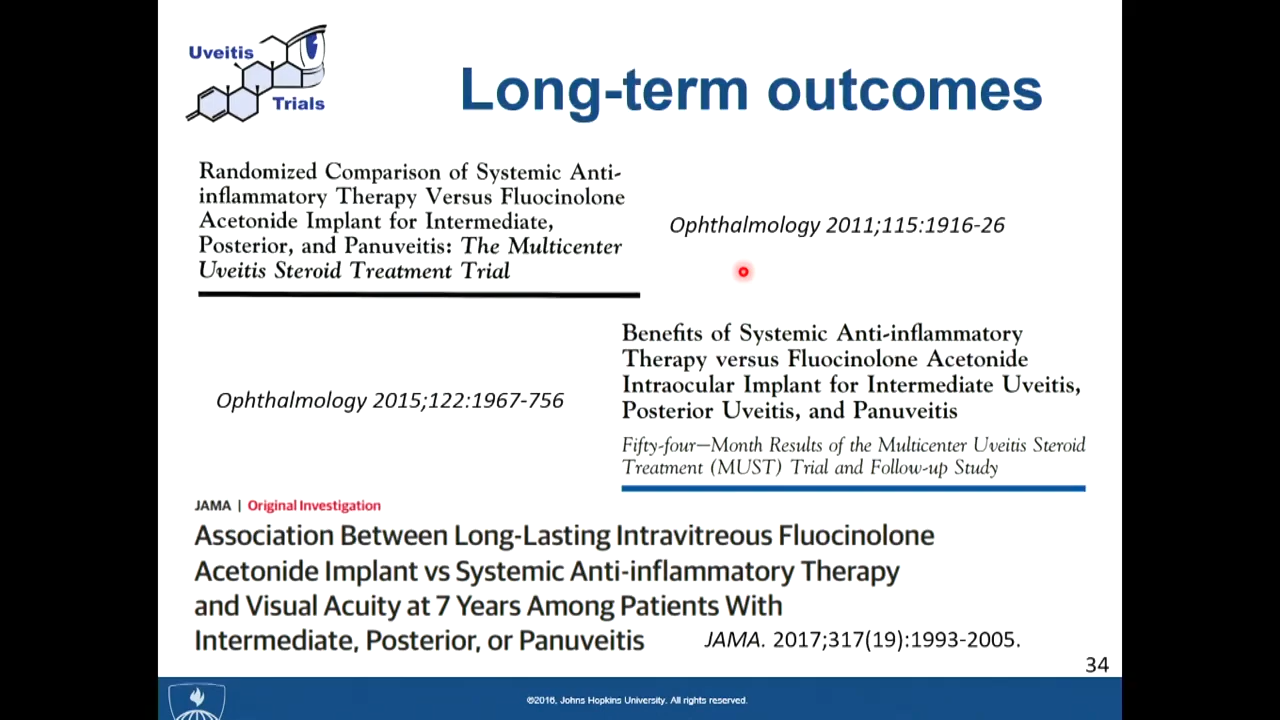 Uveitis
Trials
Long-term outcomes
Randomized Comparison of Systemic Anti-
inflammatory Therapy Versus Fluocinolone
Acetonide Implant for Intermediate,
Posterior, and Panuveitis: The Multicenter
Uveitis Steroid Treatment Trial
Ophthalmology 2011;115:1916-26
Benefits of Systemic Anti-inflammatory
Therapy versus Fluocinolone Acetonide
Intraocular Implant for Intermediate Uveitis,
Posterior Uveitis, and Panuveitis
Fifty-four–Month Results of the Multicenter Uveitis Steroid
Treatment (MUST) Trial and Follow-up Study
Ophthalmology 2015;122:1967-756
JAMA | Original Investigation
Association Between Long-Lasting Intravitreous Fluocinolone
Acetonide Implant vs Systemic Anti-inflammatory Therapy
and Visual Acuity at 7 Years Among Patients With
Intermediate, Posterior, or Panuveitis
JAMA. 2017;317(19):1993-2005.
34
©2016, Johns Hopkins University. All rights reserved.